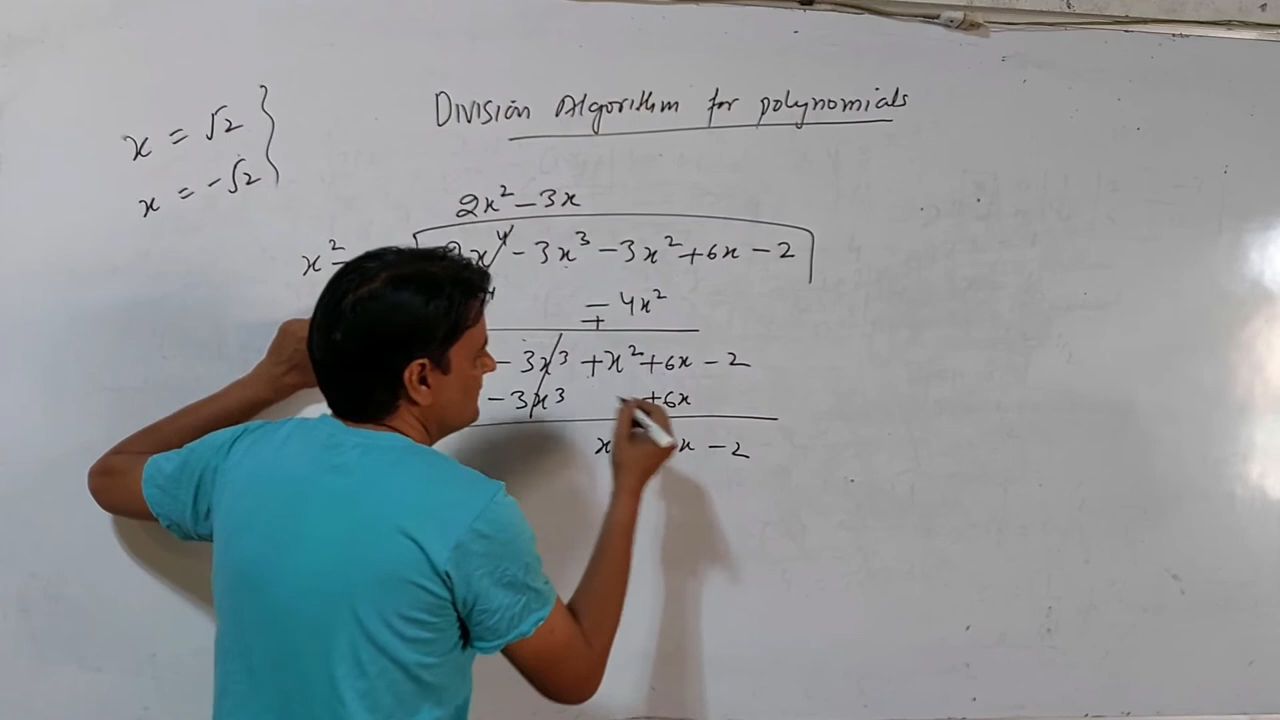 Division Algorithm for polynomials
x = √2
x = -√2
2x² - 3x
x² -
2x⁴ - 3x³ - 3x² + 6x - 2
∓ 4x²
- 3x³ + x² + 6x - 2
- 3x³ + 6x
x x - 2